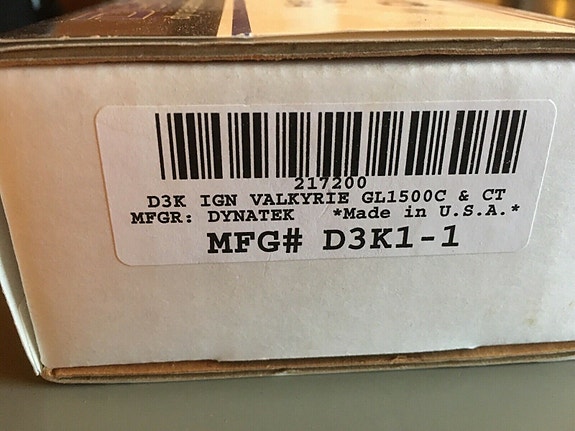 217200
D3K IGN VALKYRIE GL1500C & CT
MFGR: DYNATEK *Made in U.S.A.*
MFG# D3K1-1